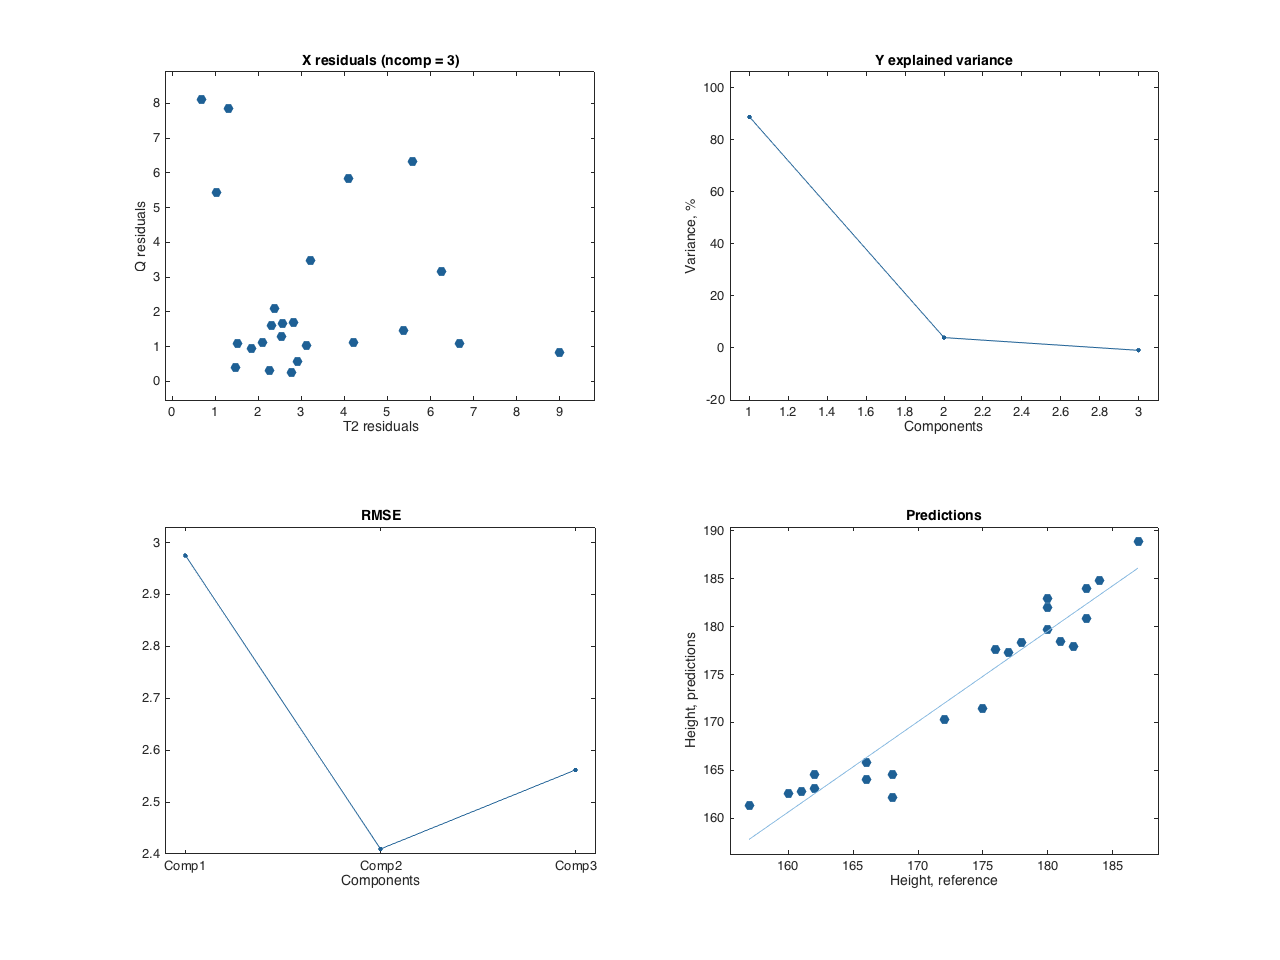 X residuals (ncomp = 3)
8
7
6
5
4
3
2
1
0
Q residuals
0 1 2 3 4 5 6 7 8 9
T2 residuals
Y explained variance
100
80
60
40
20
0
-20
Variance, %
1 1.2 1.4 1.6 1.8 2 2.2 2.4 2.6 2.8 3
Components
RMSE
3
2.9
2.8
2.7
2.6
2.5
2.4
Comp1 Comp2 Comp3
Components
Predictions
190
185
180
175
170
165
160
Height, predictions
160 165 170 175 180 185
Height, reference